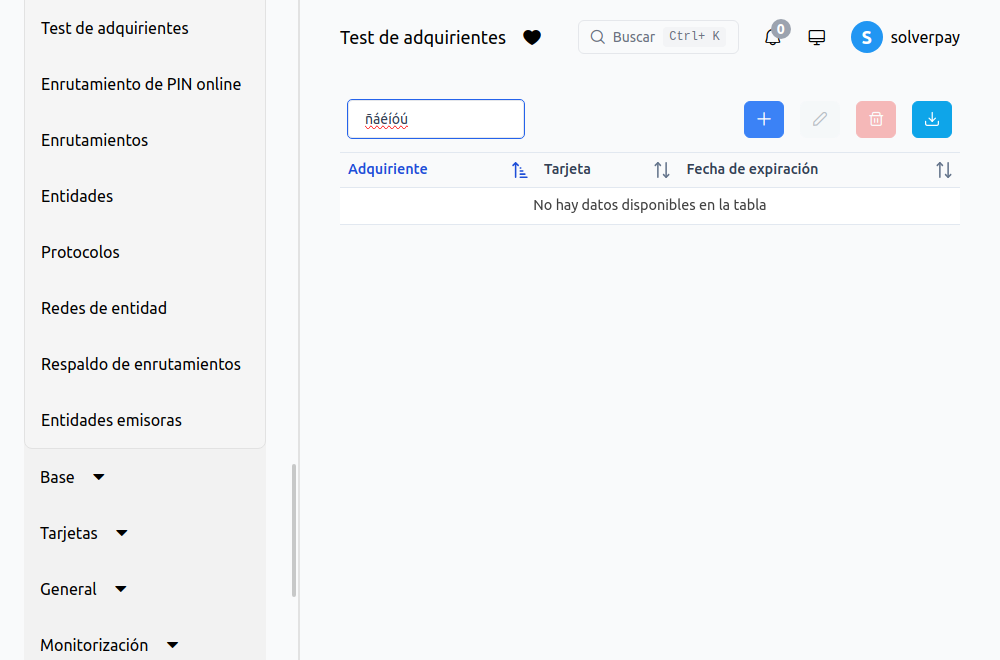 Test de adquirientes
Enrutamiento de PIN online
Enrutamientos
Entidades
Protocolos
Redes de entidad
Respaldo de enrutamientos
Entidades emisoras
Base
Tarjetas
General
Monitorización
Test de adquirientes
Buscar Ctrl+ K
0
S solverpay
ñáéíóú
Adquiriente Tarjeta Fecha de expiración
No hay datos disponibles en la tabla